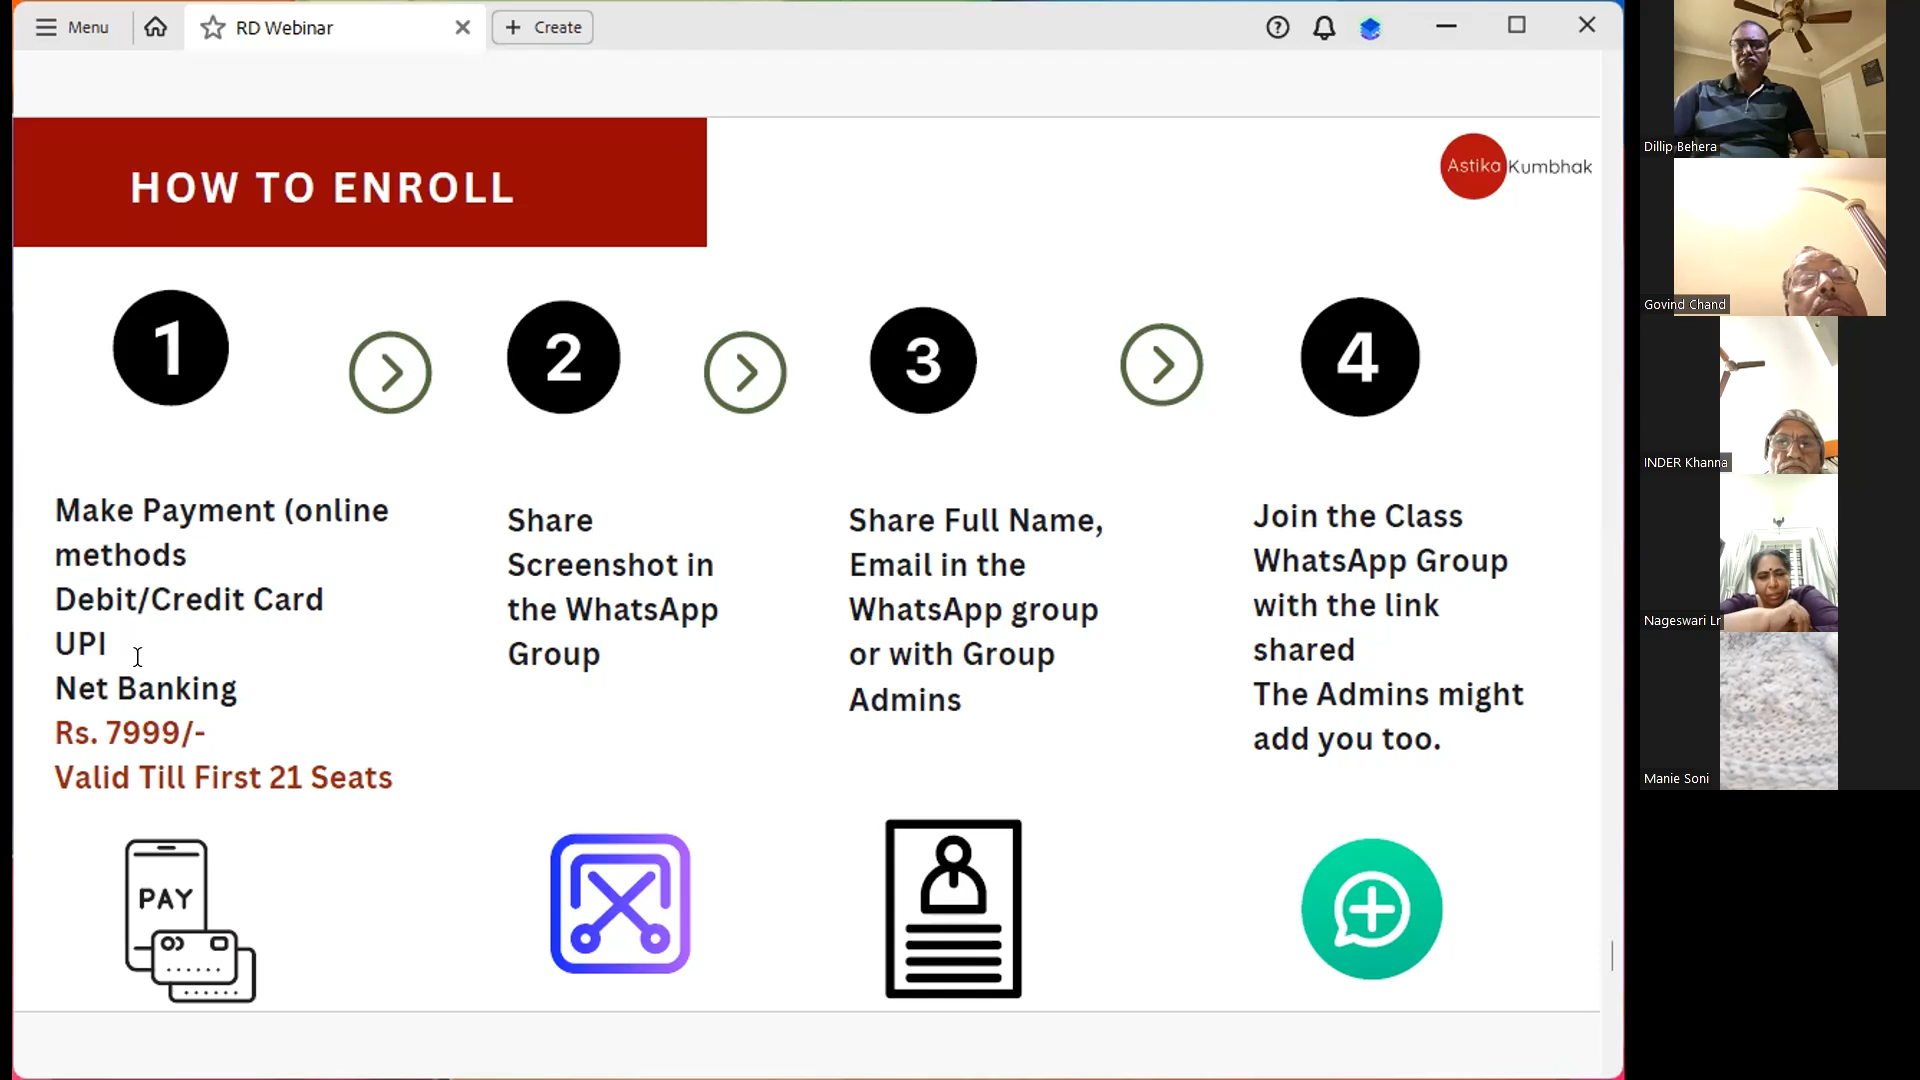 Menu
RD Webinar
Create
HOW TO ENROLL
Astika Kumbhak
1
2
3
4
Make Payment (online
methods
Debit/Credit Card
UPI
Net Banking
Rs. 7999/-
Valid Till First 21 Seats
Share
Screenshot in
the WhatsApp
Group
Share Full Name,
Email in the
WhatsApp group
or with Group
Admins
Join the Class
WhatsApp Group
with the link
shared
The Admins might
add you too.
PAY
Dillip Behera
Govind Chand
INDER Khanna
Nageswari Lr
Manie Soni